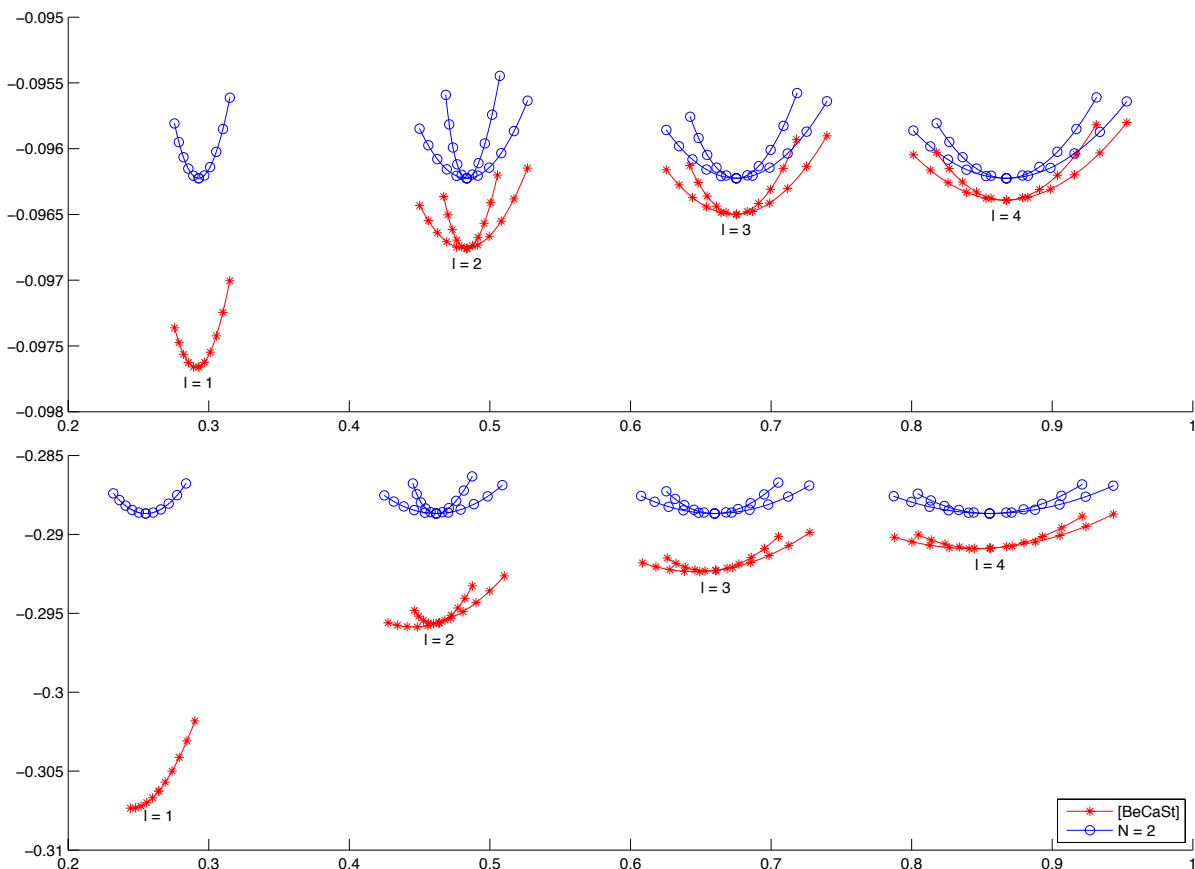 −0.095
−0.0955
−0.096
−0.0965
−0.097
−0.0975
−0.098
l = 1
l = 2
l = 3
l = 4
0.2 0.3 0.4 0.5 0.6 0.7 0.8 0.9 1
−0.285
−0.29
−0.295
−0.3
−0.305
−0.31
l = 1
l = 2
l = 3
l = 4
[BeCaSt]
N = 2
0.2 0.3 0.4 0.5 0.6 0.7 0.8 0.9 1